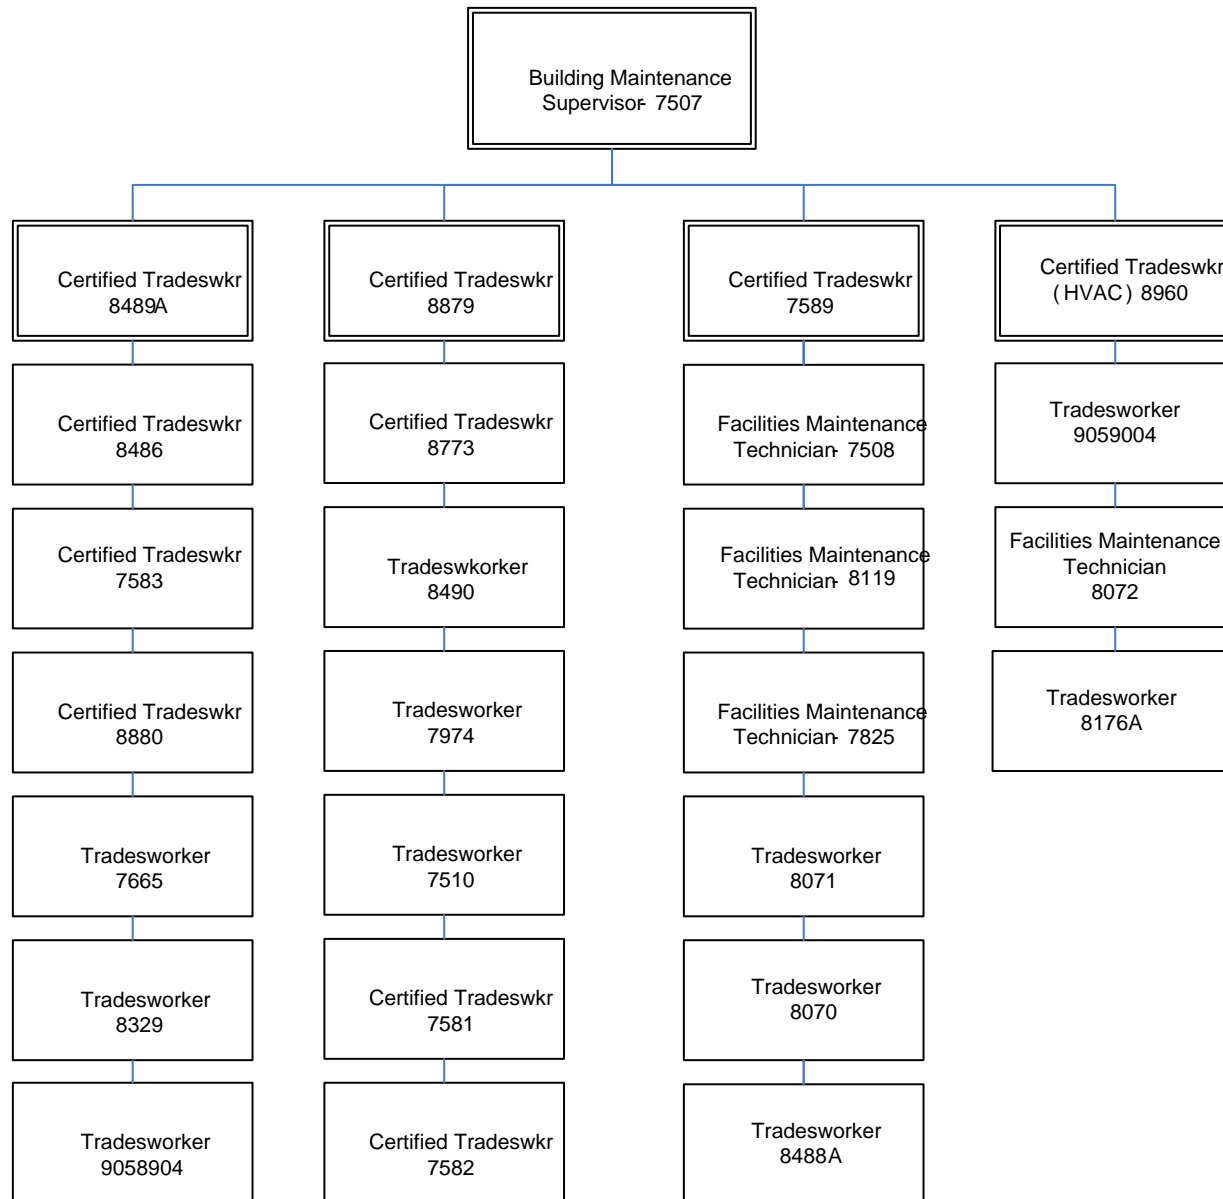 Building Maintenance
Supervisor- 7507
Certified Tradeswkr
8489A
Certified Tradeswkr
8879
Certified Tradeswkr
7589
Certified Tradeswkr
(HVAC) 8960
Certified Tradeswkr
8486
Certified Tradeswkr
8773
Facilities Maintenance
Technician- 7508
Tradesworker
9059004
Certified Tradeswkr
7583
Tradeswkorker
8490
Facilities Maintenance
Technician- 8119
Facilities Maintenance
Technician
8072
Certified Tradeswkr
8880
Tradesworker
7974
Facilities Maintenance
Technician- 7825
Tradesworker
8176A
Tradesworker
7665
Tradesworker
7510
Tradesworker
8071
Tradesworker
8329
Certified Tradeswkr
7581
Tradesworker
8070
Tradesworker
9058904
Certified Tradeswkr
7582
Tradesworker
8488A